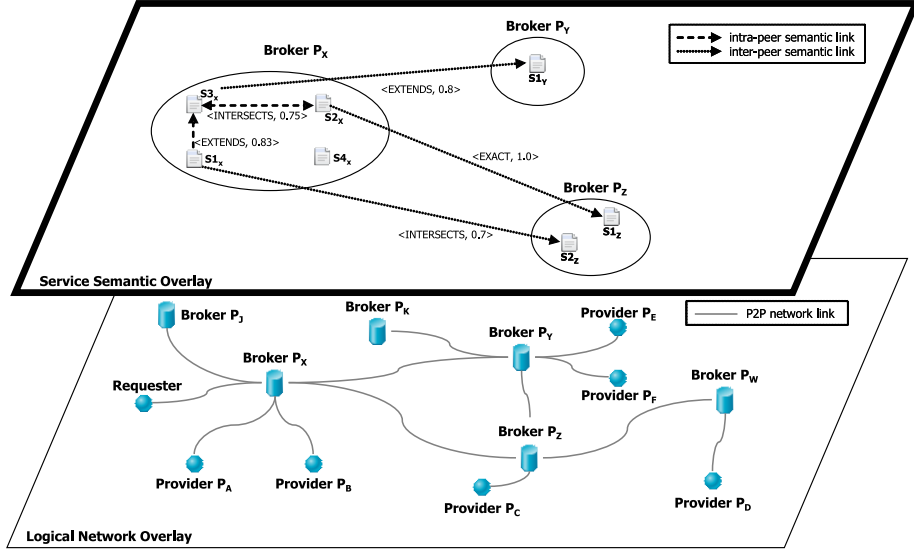 Broker PX
Broker PY
intra-peer semantic link
inter-peer semantic link
S3X
S1Y
<EXTENDS, 0.8>
<INTERSECTS, 0.75>
S2X
<EXTENDS, 0.83>
S1X
S4X
<EXACT, 1.0>
Broker PZ
<INTERSECTS, 0.7>
S1Z
S2Z
Service Semantic Overlay
Broker PJ
Broker PK
Provider PE
P2P network link
Broker PY
Broker PX
Requester
Broker PW
Provider PF
Broker PZ
Provider PA
Provider PB
Provider PC
Provider PD
Logical Network Overlay